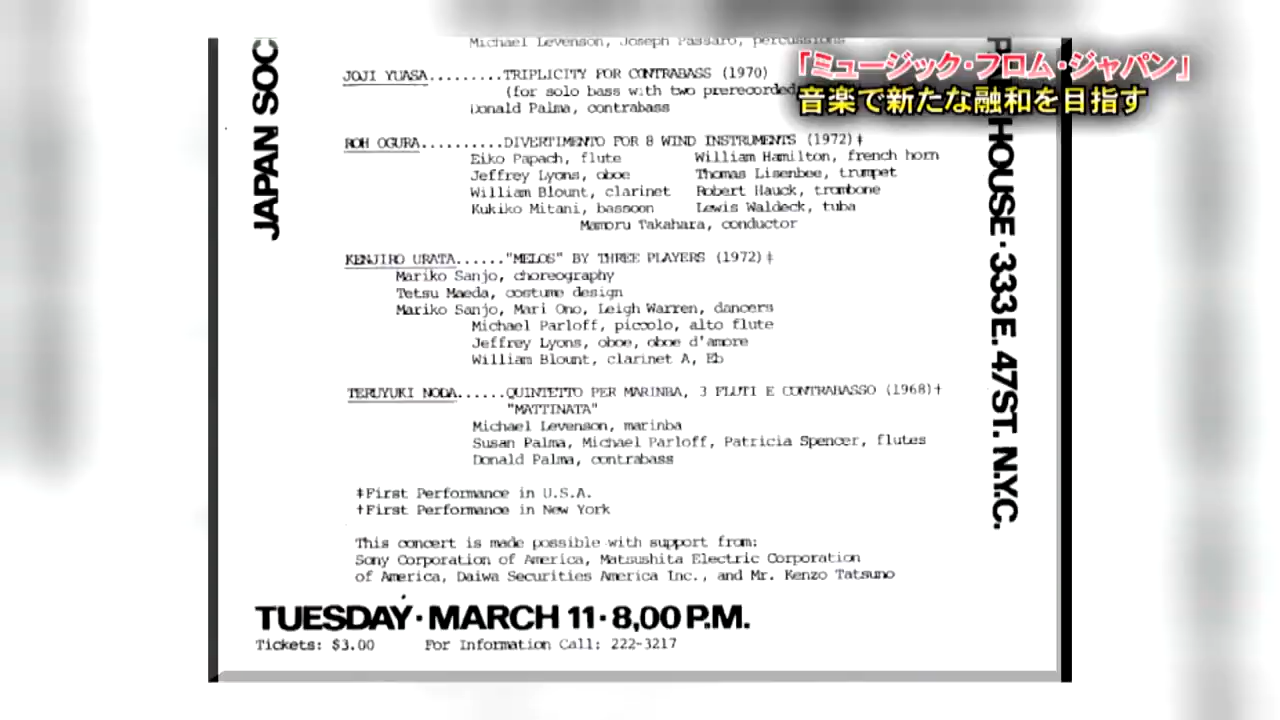 「ミュージック・フロム・ジャパン」
音楽で新たな融和を目指す
JAPAN SOC
HOUSE·333 E. 47 ST. N.Y.C.
Michael Levenson, Joseph Passaro, percussions
JOJI YUASA.........TRIPLICITY FOR CONTRABASS (1970)
(for solo bass with two prerecorded
Donald Palma, contrabass
ROH OGURA..........DIVERTIMENTO FOR 8 WIND INSTRUMENTS (1972)‡
Eiko Papach, flute William Hamilton, french horn
Jeffrey Lyons, oboe Thomas Lisenbee, trumpet
William Blount, clarinet Robert Hauck, trombone
Kukiko Mitani, bassoon Lewis Waldeck, tuba
Mamoru Takahara, conductor
KENJIRO URATA......"MELOS" BY THREE PLAYERS (1972)‡
Mariko Sanjo, choreography
Tetsu Maeda, costume design
Mariko Sanjo, Mari Ono, Leigh Warren, dancers
Michael Parloff, piccolo, alto flute
Jeffrey Lyons, oboe, oboe d'amore
William Blount, clarinet A, Eb
TERUYUKI NODA......QUINTETTO PER MARINBA, 3 FLUTI E CONTRABASSO (1968)†
"MATTINATA"
Michael Levenson, marinba
Susan Palma, Michael Parloff, Patricia Spencer, flutes
Donald Palma, contrabass
‡First Performance in U.S.A.
†First Performance in New York
This concert is made possible with support from:
Sony Corporation of America, Matsushita Electric Corporation
of America, Daiwa Securities America Inc., and Mr. Kenzo Tatsuno
TUESDAY·MARCH 11·8,00 P.M.
Tickets: $3.00 For Information Call: 222-3217